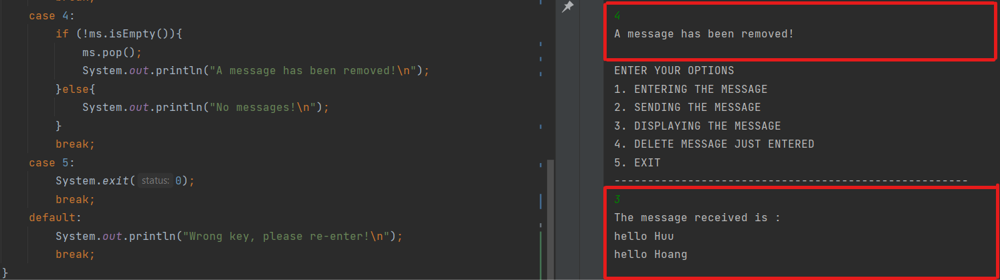 case 4:
if (!ms.isEmpty()){
ms.pop();
System.out.println("A message has been removed!\n");
}else{
System.out.println("No messages!\n");
}
break;
case 5:
System.exit( status: 0);
break;
default:
System.out.println("Wrong key, please re-enter!\n");
break;
}
4
A message has been removed!
ENTER YOUR OPTIONS
1. ENTERING THE MESSAGE
2. SENDING THE MESSAGE
3. DISPLAYING THE MESSAGE
4. DELETE MESSAGE JUST ENTERED
5. EXIT
-----------------------------------------------------
3
The message received is :
hello Huu
hello Hoang